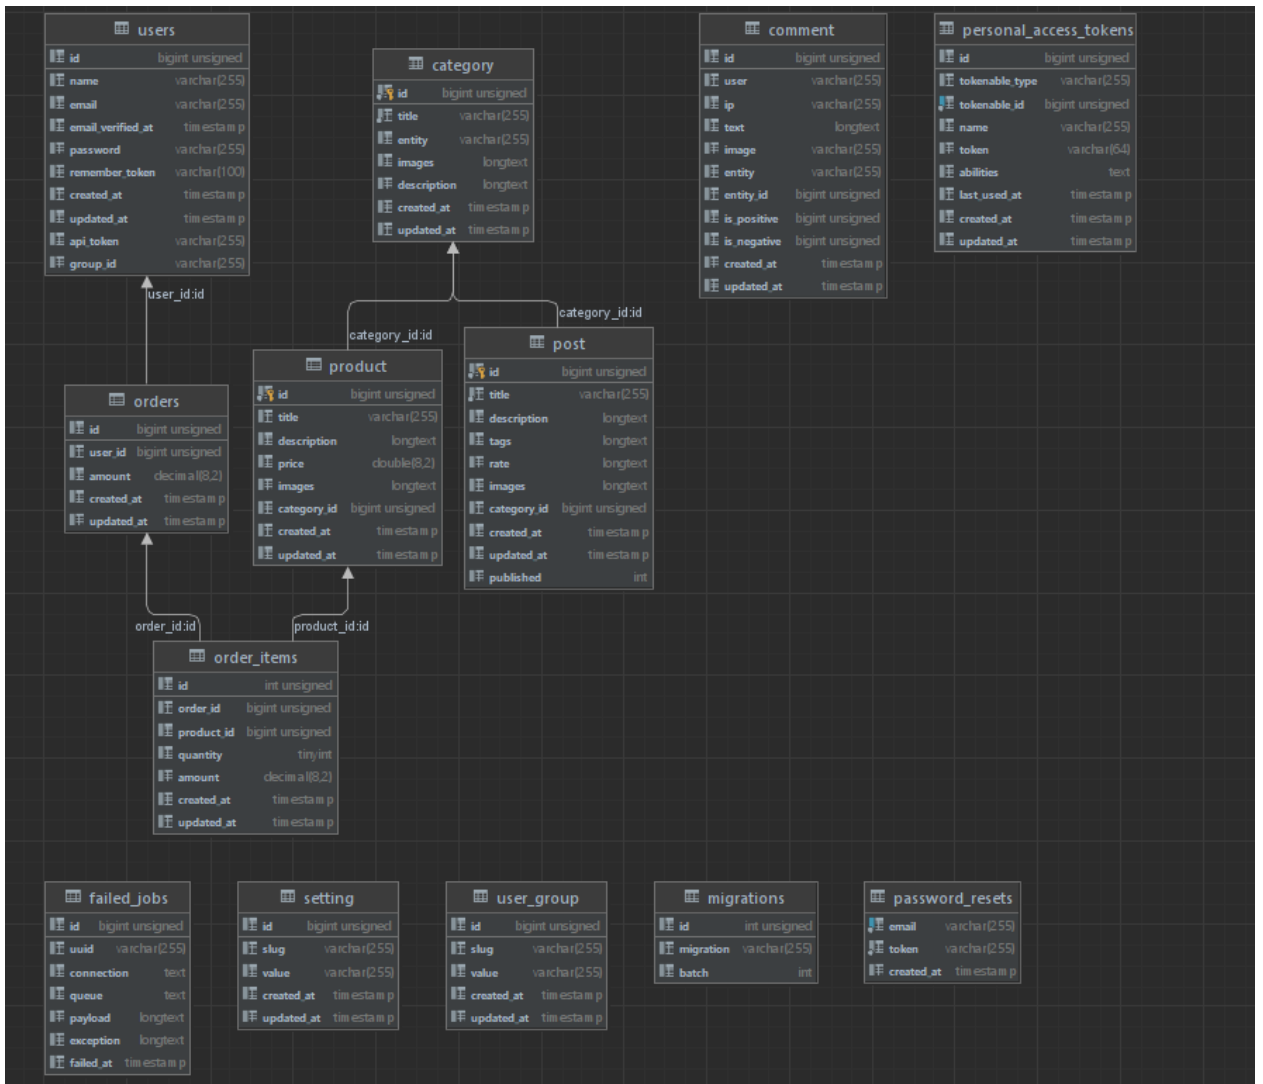 users
id bigint unsigned
name varchar(255)
email varchar(255)
email_verified_at timestamp
password varchar(255)
remember_token varchar(100)
created_at timestamp
updated_at timestamp
api_token varchar(255)
group_id varchar(255)
category
id bigint unsigned
title varchar(255)
entity varchar(255)
images longtext
description longtext
created_at timestamp
updated_at timestamp
comment
id bigint unsigned
user varchar(255)
ip varchar(255)
text longtext
image varchar(255)
entity varchar(255)
entity_id bigint unsigned
is_positive bigint unsigned
is_negative bigint unsigned
created_at timestamp
updated_at timestamp
personal_access_tokens
id bigint unsigned
tokenable_type varchar(255)
tokenable_id bigint unsigned
name varchar(255)
token varchar(64)
abilities text
last_used_at timestamp
created_at timestamp
updated_at timestamp
user_id:id
category_id:id
category_id:id
orders
id bigint unsigned
user_id bigint unsigned
amount decimal(8,2)
created_at timestamp
updated_at timestamp
product
id bigint unsigned
title varchar(255)
description longtext
price double(8,2)
images longtext
category_id bigint unsigned
created_at timestamp
updated_at timestamp
post
id bigint unsigned
title varchar(255)
description longtext
tags longtext
rate longtext
images longtext
category_id bigint unsigned
created_at timestamp
updated_at timestamp
published int
order_id:id
product_id:id
order_items
id int unsigned
order_id bigint unsigned
product_id bigint unsigned
quantity tinyint
amount decimal(8,2)
created_at timestamp
updated_at timestamp
failed_jobs
id bigint unsigned
uuid varchar(255)
connection text
queue text
payload longtext
exception longtext
failed_at timestamp
setting
id bigint unsigned
slug varchar(255)
value varchar(255)
created_at timestamp
updated_at timestamp
user_group
id bigint unsigned
slug varchar(255)
value varchar(255)
created_at timestamp
updated_at timestamp
migrations
id int unsigned
migration varchar(255)
batch int
password_resets
email varchar(255)
token varchar(255)
created_at timestamp